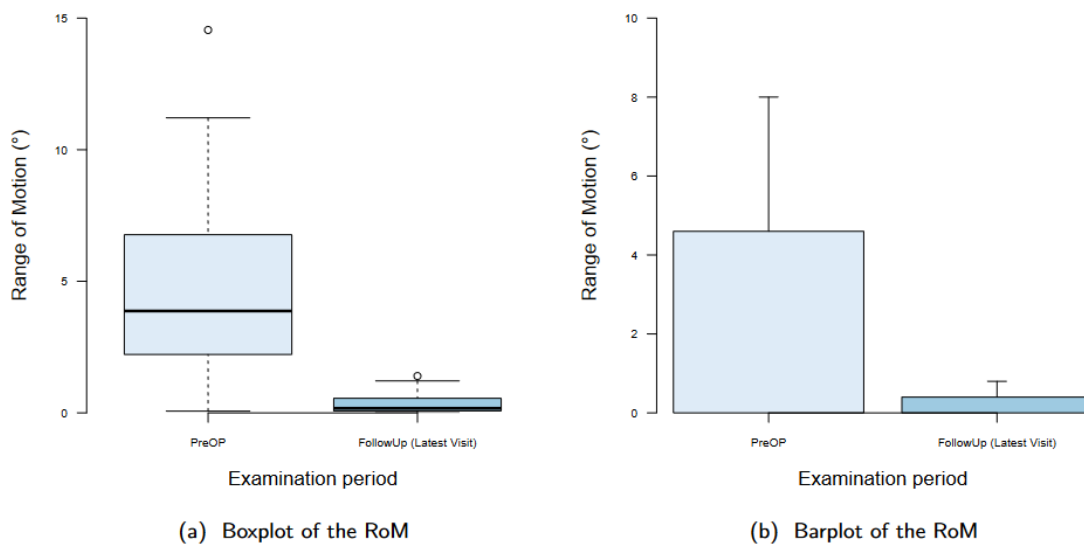 15
10
5
0
Range of Motion (°)
PreOP
FollowUp (Latest Visit)
Examination period
(a) Boxplot of the RoM
10
8
6
4
2
0
Range of Motion (°)
PreOP
FollowUp (Latest Visit)
Examination period
(b) Barplot of the RoM